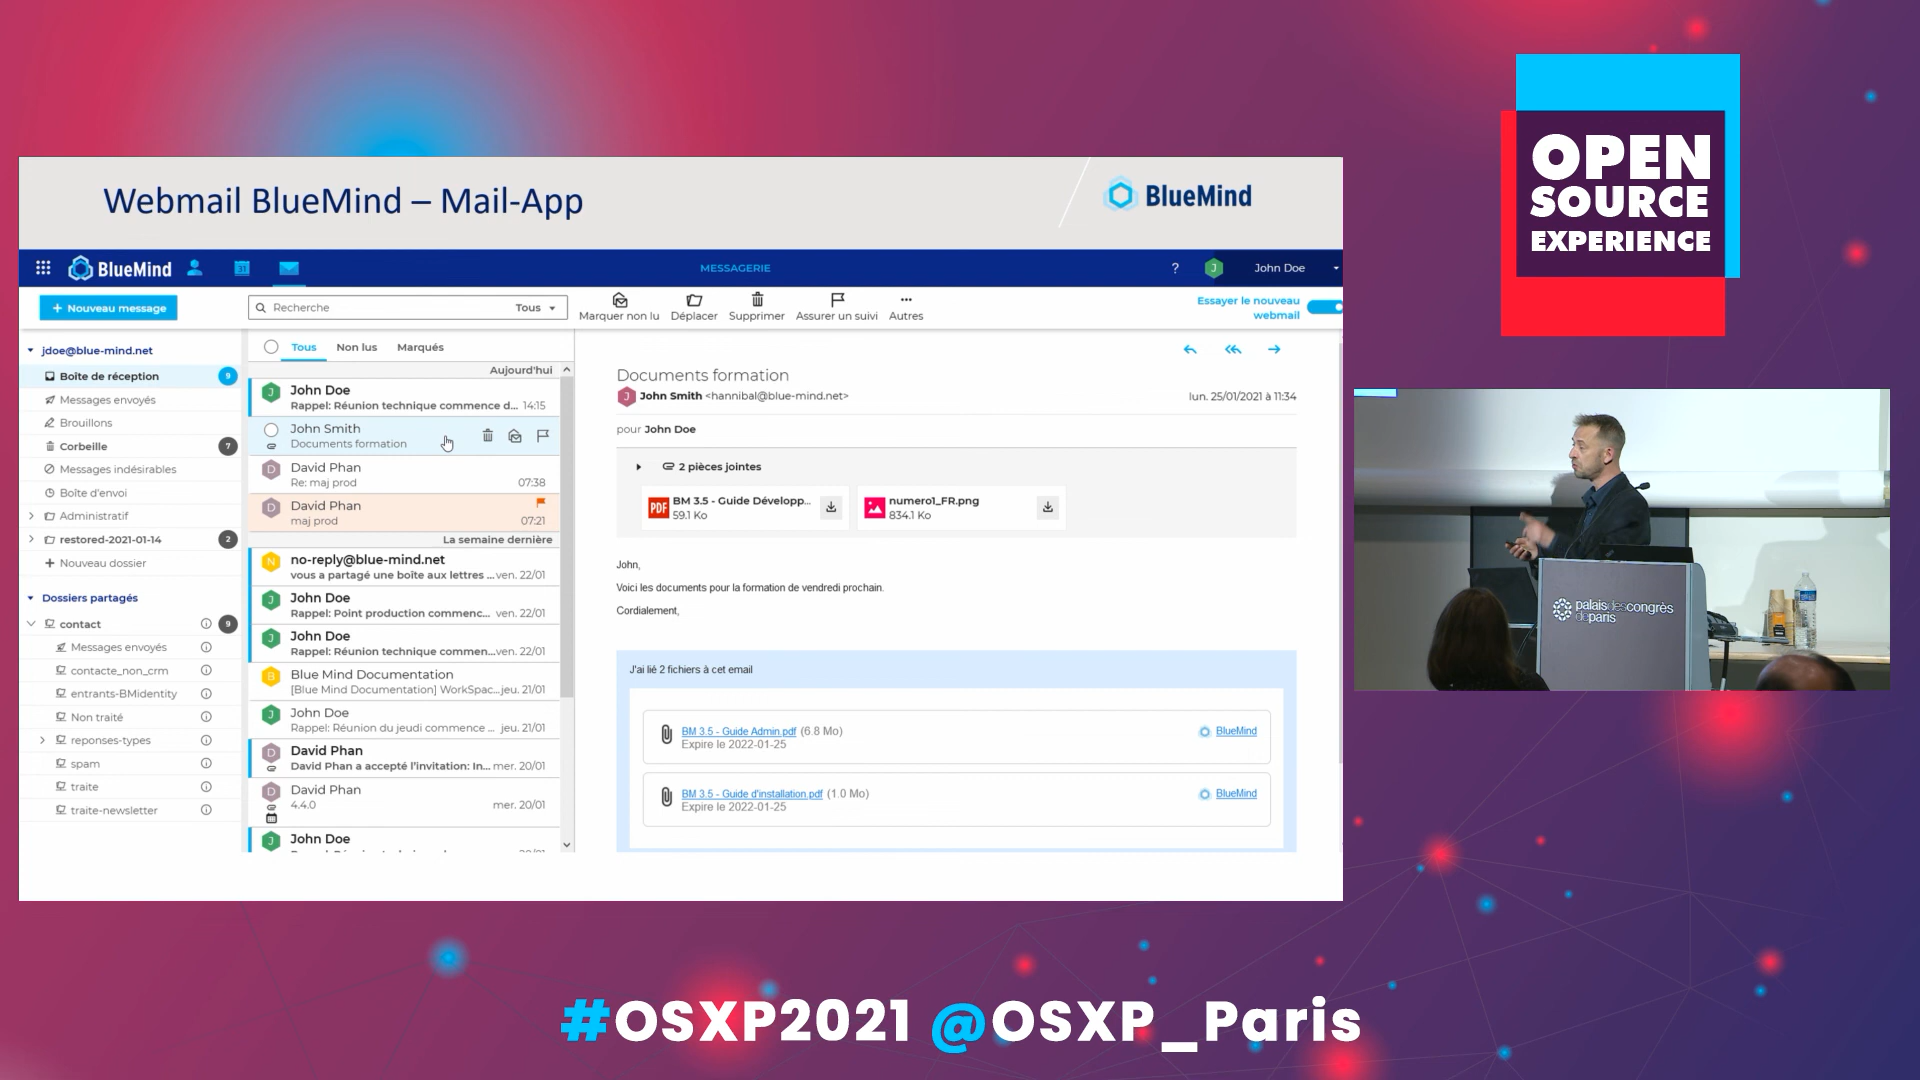 OPEN
SOURCE
EXPERIENCE
Webmail BlueMind – Mail-App
BlueMind
BlueMind
31
MESSAGERIE
?
J
John Doe
+ Nouveau message
Recherche
Tous
Marquer non lu
Déplacer
Supprimer
Assurer un suivi
Autres
Essayer le nouveau
webmail
jdoe@blue-mind.net
Boîte de réception 9
Messages envoyés
Brouillons
Corbeille 7
Messages indésirables
Boîte d'envoi
Administratif
restored-2021-01-14 2
+ Nouveau dossier
Dossiers partagés
contact 9
Messages envoyés
contacte_non_crm
entrants-BMidentity
Non traité
reponses-types
spam
traite
traite-newsletter
Tous Non lus Marqués
Aujourd'hui
J John Doe
Rappel: Réunion technique commence d... 14:15
John Smith
Documents formation
D David Phan
Re: maj prod 07:38
D David Phan
maj prod 07:21
La semaine dernière
N no-reply@blue-mind.net
vous a partagé une boîte aux lettres ... ven. 22/01
J John Doe
Rappel: Point production commenc... ven. 22/01
J John Doe
Rappel: Réunion technique commen... ven. 22/01
B Blue Mind Documentation
[Blue Mind Documentation] WorkSpac... jeu. 21/01
J John Doe
Rappel: Réunion du jeudi commence ... jeu. 21/01
D David Phan
David Phan a accepté l'invitation: In... mer. 20/01
D David Phan
4.4.0 mer. 20/01
J John Doe
Documents formation
J John Smith <hannibal@blue-mind.net> lun. 25/01/2021 à 11:34
pour John Doe
2 pièces jointes
PDF BM 3.5 - Guide Développ...
59.1 Ko
numero1_FR.png
834.1 Ko
John,
Voici les documents pour la formation de vendredi prochain.
Cordialement,
J'ai lié 2 fichiers à cet email
BM 3.5 - Guide Admin.pdf (6.8 Mo) BlueMind
Expire le 2022-01-25
BM 3.5 - Guide d'installation.pdf (1.0 Mo) BlueMind
Expire le 2022-01-25
palaisdescongrès
deparis
#OSXP2021 @OSXP_Paris